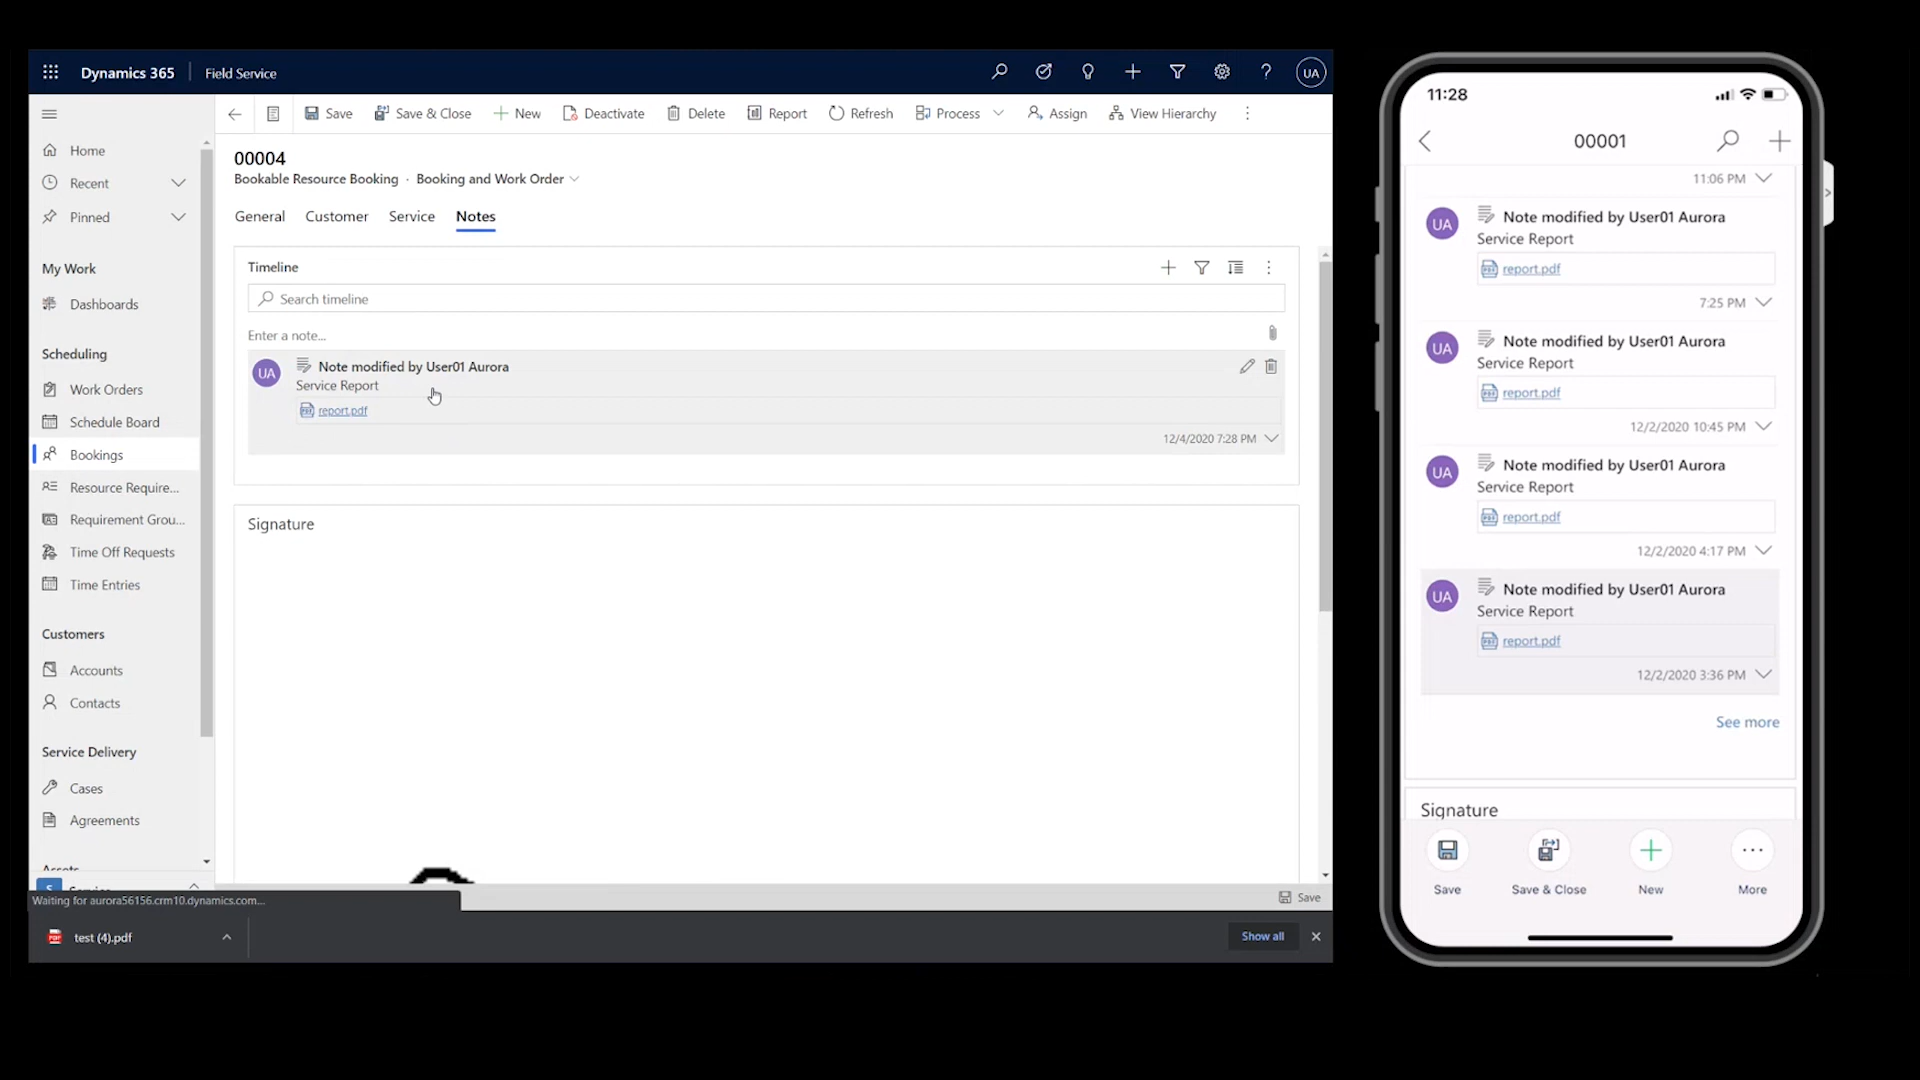 Dynamics 365 Field Service UA
Save Save & Close New Deactivate Delete Report Refresh Process Assign View Hierarchy
Home
Recent
Pinned
My Work
Dashboards
Scheduling
Work Orders
Schedule Board
Bookings
Resource Require...
Requirement Grou...
Time Off Requests
Time Entries
Customers
Accounts
Contacts
Service Delivery
Cases
Agreements
Assets
S Service
00004
Bookable Resource Booking · Booking and Work Order
General Customer Service Notes
Timeline
Search timeline
Enter a note...
UA Note modified by User01 Aurora
Service Report
report.pdf
12/4/2020 7:28 PM
Signature
Save
Waiting for aurora56156.crm10.dynamics.com...
test (4).pdf
Show all
11:28
00001
11:06 PM
UA Note modified by User01 Aurora
Service Report
report.pdf
7:25 PM
UA Note modified by User01 Aurora
Service Report
report.pdf
12/2/2020 10:45 PM
UA Note modified by User01 Aurora
Service Report
report.pdf
12/2/2020 4:17 PM
UA Note modified by User01 Aurora
Service Report
report.pdf
12/2/2020 3:36 PM
See more
Signature
Save Save & Close New More